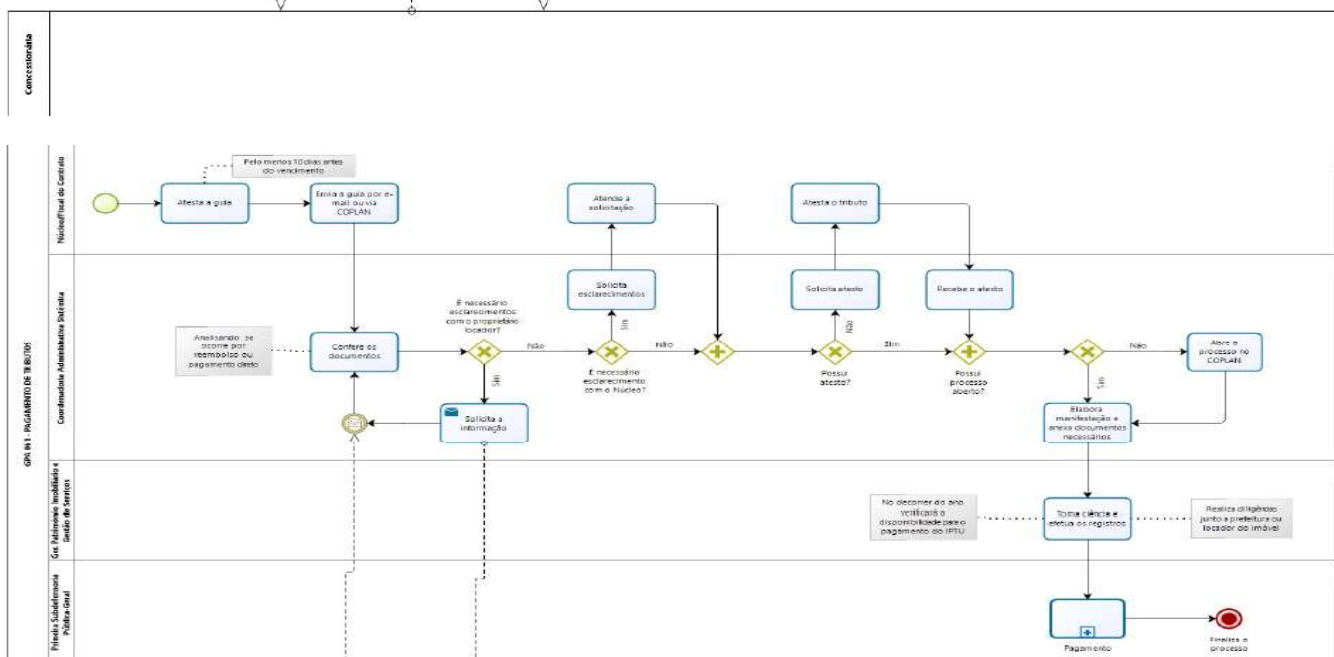 Concessionária
GPA 061 - PAGAMENTO DE TRIBUTOS
Núcleo/Fiscal do Contrato
Pelo menos 10 dias antes
do vencimento
Atesta a guia
Envia a guia por e-
mail ou via
COPLAN
Atende a
solicitação
Atesta o tributo
Coordenadoria Administrativa Sistêmica
Solicita
esclarecimentos
Solicita atesto
Recebe o atesto
É necessário
esclarecimentos
com o proprietário
locador?
Analisando se
ocorre por
reembolso ou
pagamento direto
Confere os
documentos
Não
Sim
É necessário
esclarecimento
com o Núcleo?
Sim
Não
Possui
atesto?
Não
Sim
Possui
processo
aberto?
Não
Sim
Abre o
processo no
COPLAN
Solicita a
informação
Elabora
manifestação e
anexa documentos
necessários
Ger. Patrimônio Imobiliário e
Gestão de Serviços
No decorrer do ano
verificará a
disponibilidade para o
pagamento do IPTU
Toma ciência e
efetua os registros
Realiza diligências
junto a prefeitura ou
locador do imóvel
Primeira Subdefensoria
Pública-Geral
Pagamento
Finaliza o
processo